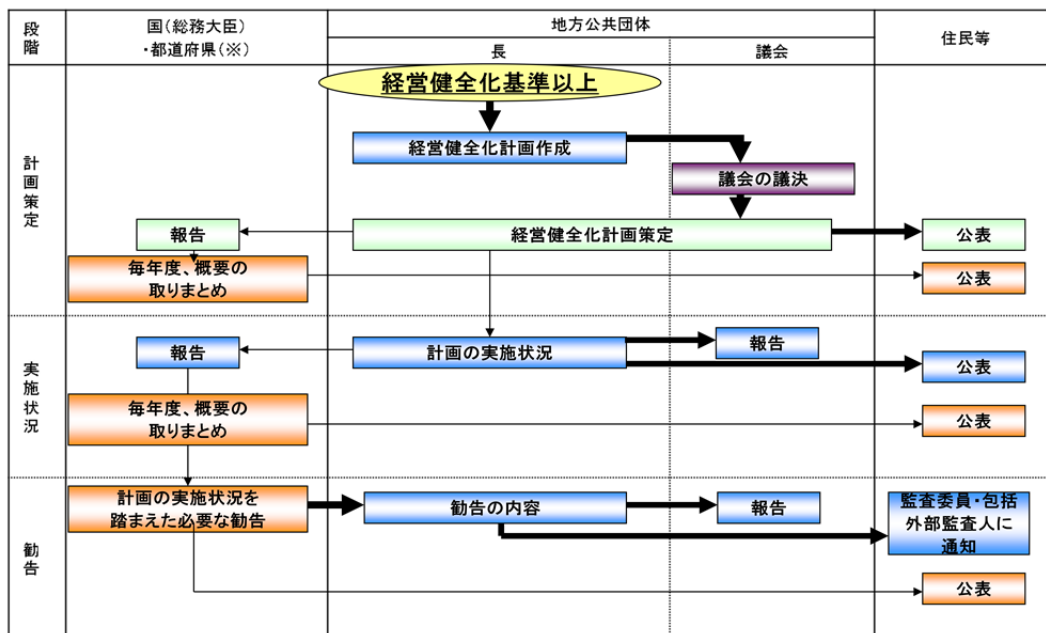 段階
国(総務大臣)
・都道府県(※)
地方公共団体
長
議会
住民等
計画策定
経営健全化基準以上
経営健全化計画作成
議会の議決
報告
経営健全化計画策定
公表
毎年度、概要の
取りまとめ
公表
実施状況
報告
計画の実施状況
報告
公表
毎年度、概要の
取りまとめ
公表
勧告
計画の実施状況を
踏まえた必要な勧告
勧告の内容
報告
監査委員・包括
外部監査人に
通知
公表